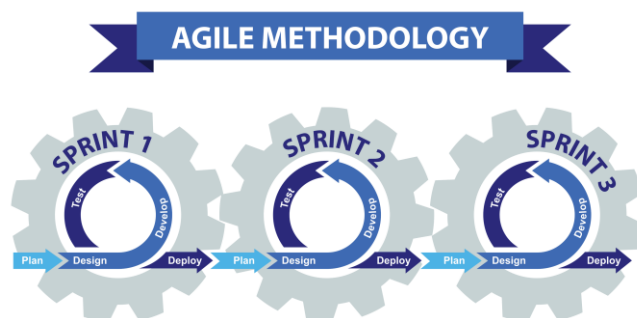 AGILE METHODOLOGY
SPRINT 1
Test
Develop
Plan
Design
Deploy
SPRINT 2
Test
Develop
Plan
Design
Deploy
SPRINT 3
Test
Develop
Plan
Design
Deploy